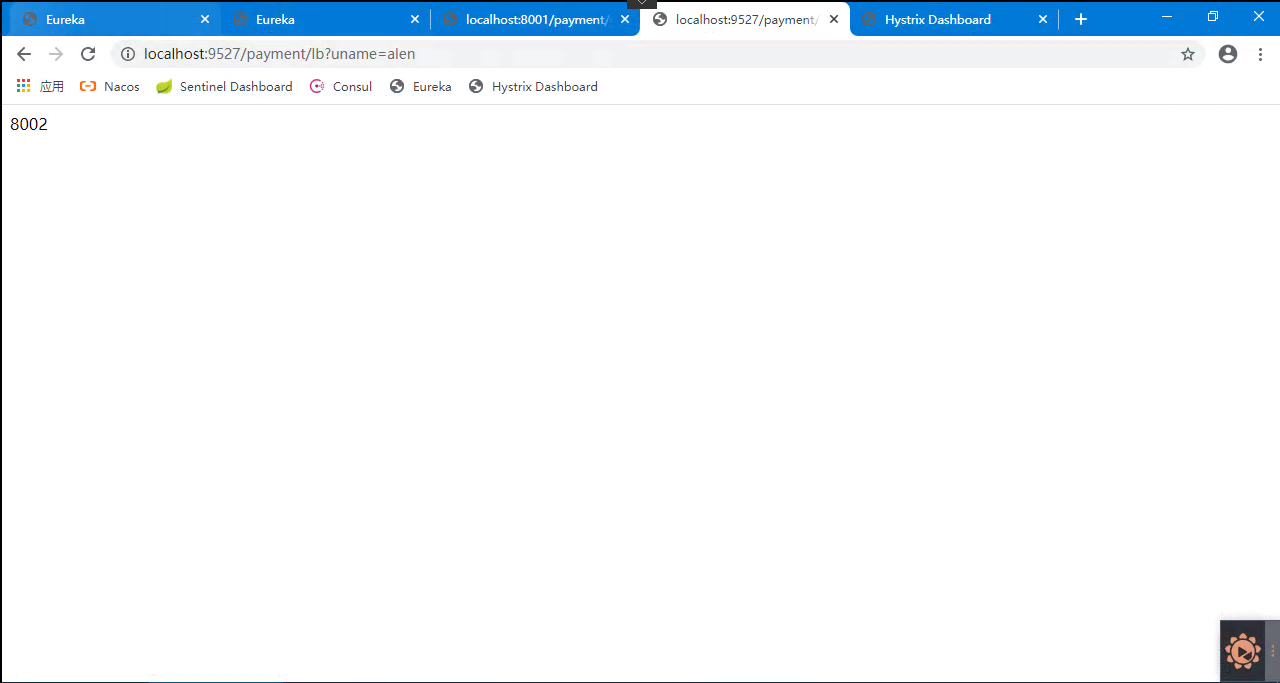 Eureka
Eureka
localhost:8001/payment/
localhost:9527/payment/
Hystrix Dashboard
localhost:9527/payment/lb?uname=alen
应用 Nacos Sentinel Dashboard Consul Eureka Hystrix Dashboard
8002